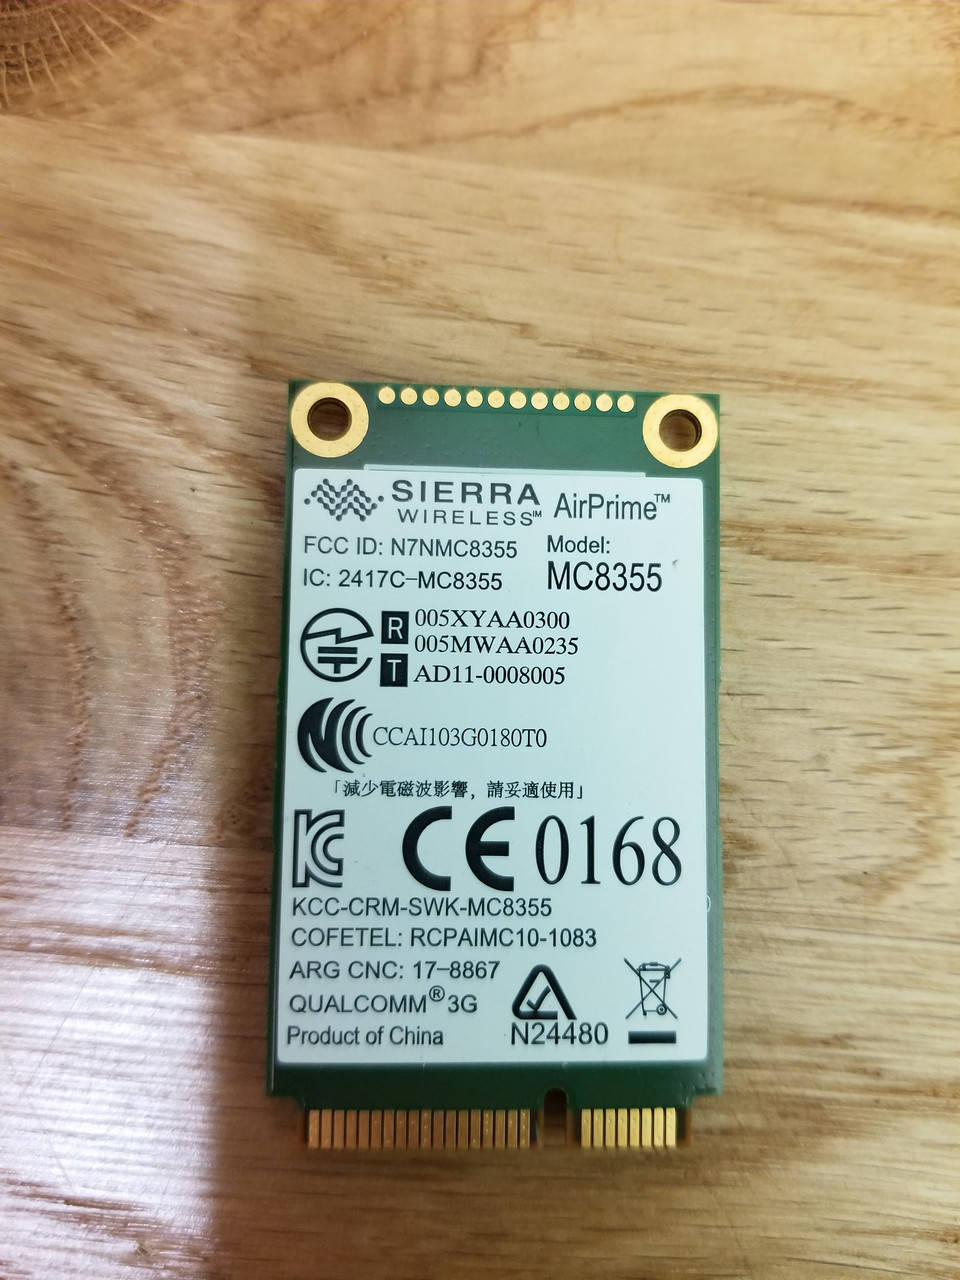 SIERRA
WIRELESS℠ AirPrime™
FCC ID: N7NMC8355
IC: 2417C-MC8355
Model:
MC8355
R 005XYAA0300
005MWAA0235
T AD11-0008005
CCAI103G0180T0
「減少電磁波影響，請妥適使用」
KC CE 0168
KCC-CRM-SWK-MC8355
COFETEL: RCPAIMC10-1083
ARG CNC: 17-8867
QUALCOMM® 3G
Product of China
N24480